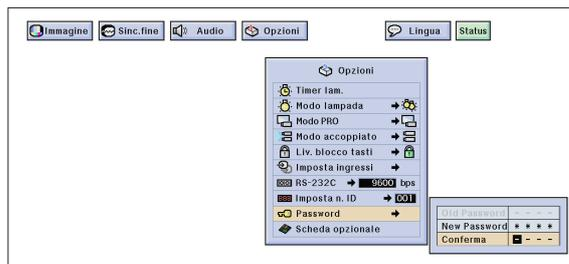 Immagine Sinc.fine Audio Opzioni Lingua Status
Opzioni
Timer lam.
Modo lampada
Modo PRO
Modo accoppiato
Liv. blocco tasti
Imposta ingressi
RS-232C 9600 bps
Imposta n. ID 001
Password
Scheda opzionale
Old Password - - - -
New Password * * * *
Conferma - - - -